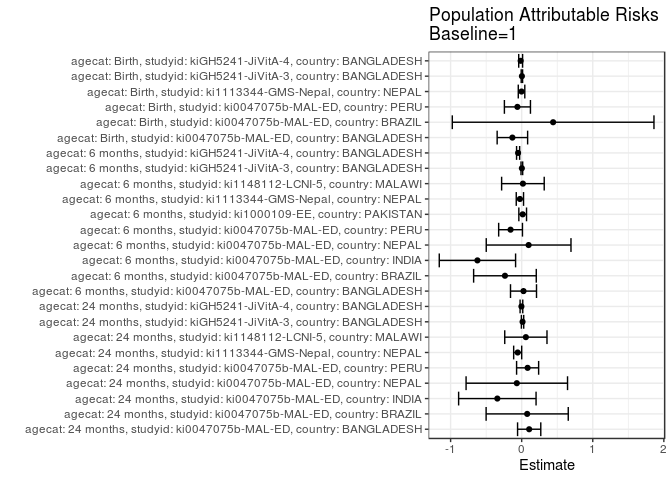 Population Attributable Risks
Baseline=1
agecat: Birth, studyid: kiGH5241-JiVitA-4, country: BANGLADESH
agecat: Birth, studyid: kiGH5241-JiVitA-3, country: BANGLADESH
agecat: Birth, studyid: ki1113344-GMS-Nepal, country: NEPAL
agecat: Birth, studyid: ki0047075b-MAL-ED, country: PERU
agecat: Birth, studyid: ki0047075b-MAL-ED, country: BRAZIL
agecat: Birth, studyid: ki0047075b-MAL-ED, country: BANGLADESH
agecat: 6 months, studyid: kiGH5241-JiVitA-4, country: BANGLADESH
agecat: 6 months, studyid: kiGH5241-JiVitA-3, country: BANGLADESH
agecat: 6 months, studyid: ki1148112-LCNI-5, country: MALAWI
agecat: 6 months, studyid: ki1113344-GMS-Nepal, country: NEPAL
agecat: 6 months, studyid: ki1000109-EE, country: PAKISTAN
agecat: 6 months, studyid: ki0047075b-MAL-ED, country: PERU
agecat: 6 months, studyid: ki0047075b-MAL-ED, country: NEPAL
agecat: 6 months, studyid: ki0047075b-MAL-ED, country: INDIA
agecat: 6 months, studyid: ki0047075b-MAL-ED, country: BRAZIL
agecat: 6 months, studyid: ki0047075b-MAL-ED, country: BANGLADESH
agecat: 24 months, studyid: kiGH5241-JiVitA-4, country: BANGLADESH
agecat: 24 months, studyid: kiGH5241-JiVitA-3, country: BANGLADESH
agecat: 24 months, studyid: ki1148112-LCNI-5, country: MALAWI
agecat: 24 months, studyid: ki1113344-GMS-Nepal, country: NEPAL
agecat: 24 months, studyid: ki0047075b-MAL-ED, country: PERU
agecat: 24 months, studyid: ki0047075b-MAL-ED, country: NEPAL
agecat: 24 months, studyid: ki0047075b-MAL-ED, country: INDIA
agecat: 24 months, studyid: ki0047075b-MAL-ED, country: BRAZIL
agecat: 24 months, studyid: ki0047075b-MAL-ED, country: BANGLADESH
-1 0 1 2
Estimate